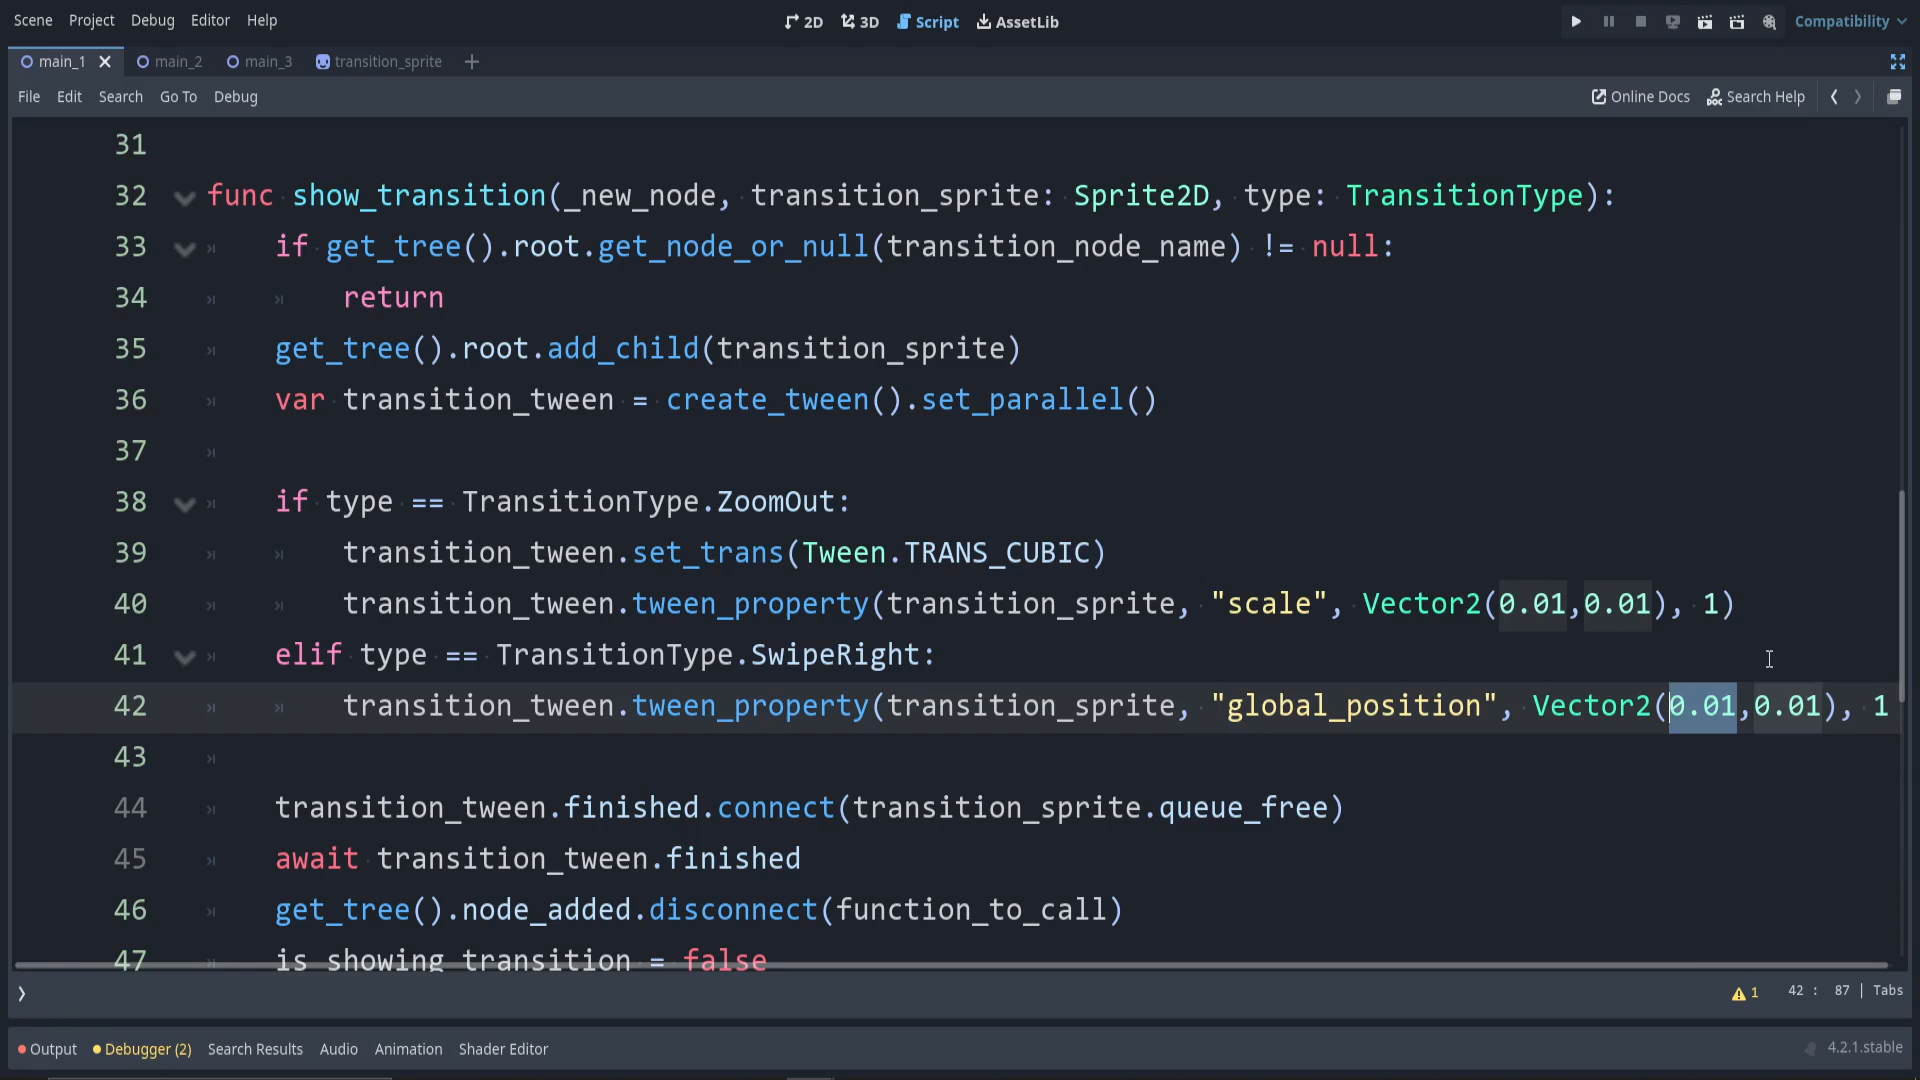 Scene Project Debug Editor Help 2D 3D Script AssetLib Compatibility
main_1 main_2 main_3 transition_sprite
File Edit Search Go To Debug Online Docs Search Help
31
32 func show_transition(_new_node, transition_sprite: Sprite2D, type: TransitionType):
33 if get_tree().root.get_node_or_null(transition_node_name) != null:
34 return
35 get_tree().root.add_child(transition_sprite)
36 var transition_tween = create_tween().set_parallel()
37
38 if type == TransitionType.ZoomOut:
39 transition_tween.set_trans(Tween.TRANS_CUBIC)
40 transition_tween.tween_property(transition_sprite, "scale", Vector2(0.01,0.01), 1)
41 elif type == TransitionType.SwipeRight:
42 transition_tween.tween_property(transition_sprite, "global_position", Vector2(0.01,0.01), 1
43
44 transition_tween.finished.connect(transition_sprite.queue_free)
45 await transition_tween.finished
46 get_tree().node_added.disconnect(function_to_call)
47 is_showing_transition = false
1 42 : 87 | Tabs
Output Debugger (2) Search Results Audio Animation Shader Editor 4.2.1.stable